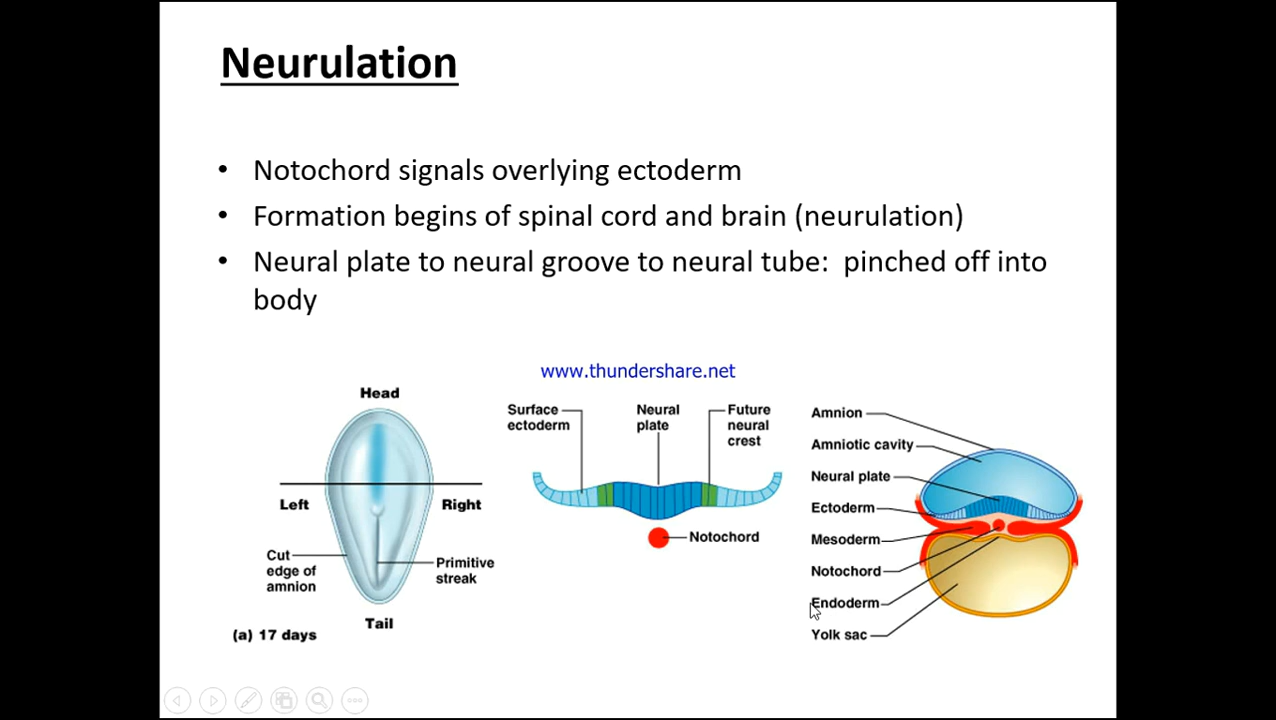 Neurulation
• Notochord signals overlying ectoderm
• Formation begins of spinal cord and brain (neurulation)
• Neural plate to neural groove to neural tube:  pinched off into
body
www.thundershare.net
Head
Left
Right
Cut
edge of
amnion
Primitive
streak
Tail
(a) 17 days
Surface
ectoderm
Neural
plate
Future
neural
crest
Notochord
Amnion
Amniotic cavity
Neural plate
Ectoderm
Mesoderm
Notochord
Endoderm
Yolk sac